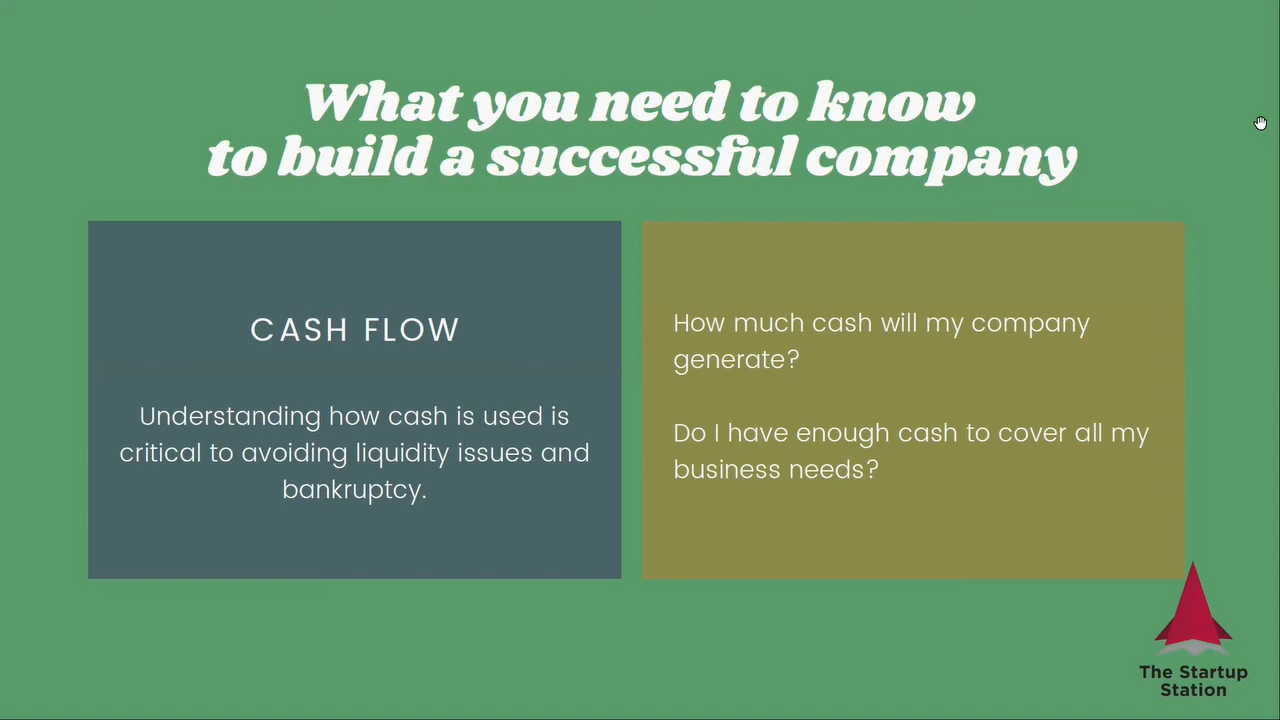 What you need to know
to build a successful company
CASH FLOW
Understanding how cash is used is
critical to avoiding liquidity issues and
bankruptcy.
How much cash will my company
generate?
Do I have enough cash to cover all my
business needs?
The Startup
Station